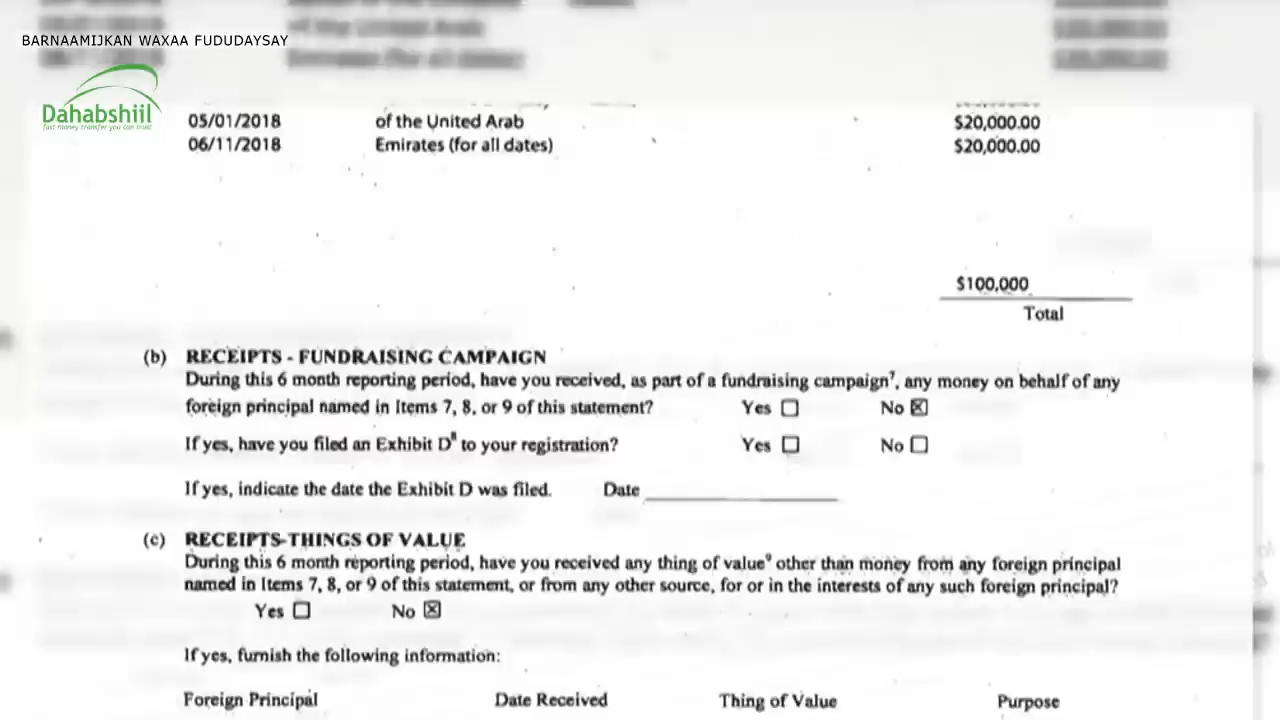 BARNAAMIJKAN WAXAA FUDUDAYSAY
Dahabshiil
fast money transfer you can trust
05/01/2018 of the United Arab $20,000.00
06/11/2018 Emirates (for all dates) $20,000.00
$100,000
Total
(b) RECEIPTS - FUNDRAISING CAMPAIGN
During this 6 month reporting period, have you received, as part of a fundraising campaign⁷, any money on behalf of any
foreign principal named in Items 7, 8, or 9 of this statement? Yes ☐ No ☒
If yes, have you filed an Exhibit D⁸ to your registration? Yes ☐ No ☐
If yes, indicate the date the Exhibit D was filed. Date
(c) RECEIPTS-THINGS OF VALUE
During this 6 month reporting period, have you received any thing of value⁹ other than money from any foreign principal
named in Items 7, 8, or 9 of this statement, or from any other source, for or in the interests of any such foreign principal?
Yes ☐ No ☒
If yes, furnish the following information:
Foreign Principal Date Received Thing of Value Purpose